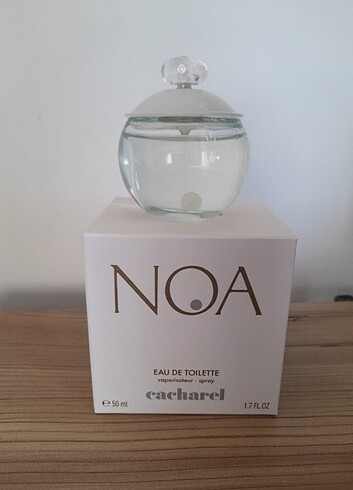 NOA
EAU DE TOILETTE
vaporisateur - spray
cacharel
e 50 ml 1.7 FL.OZ